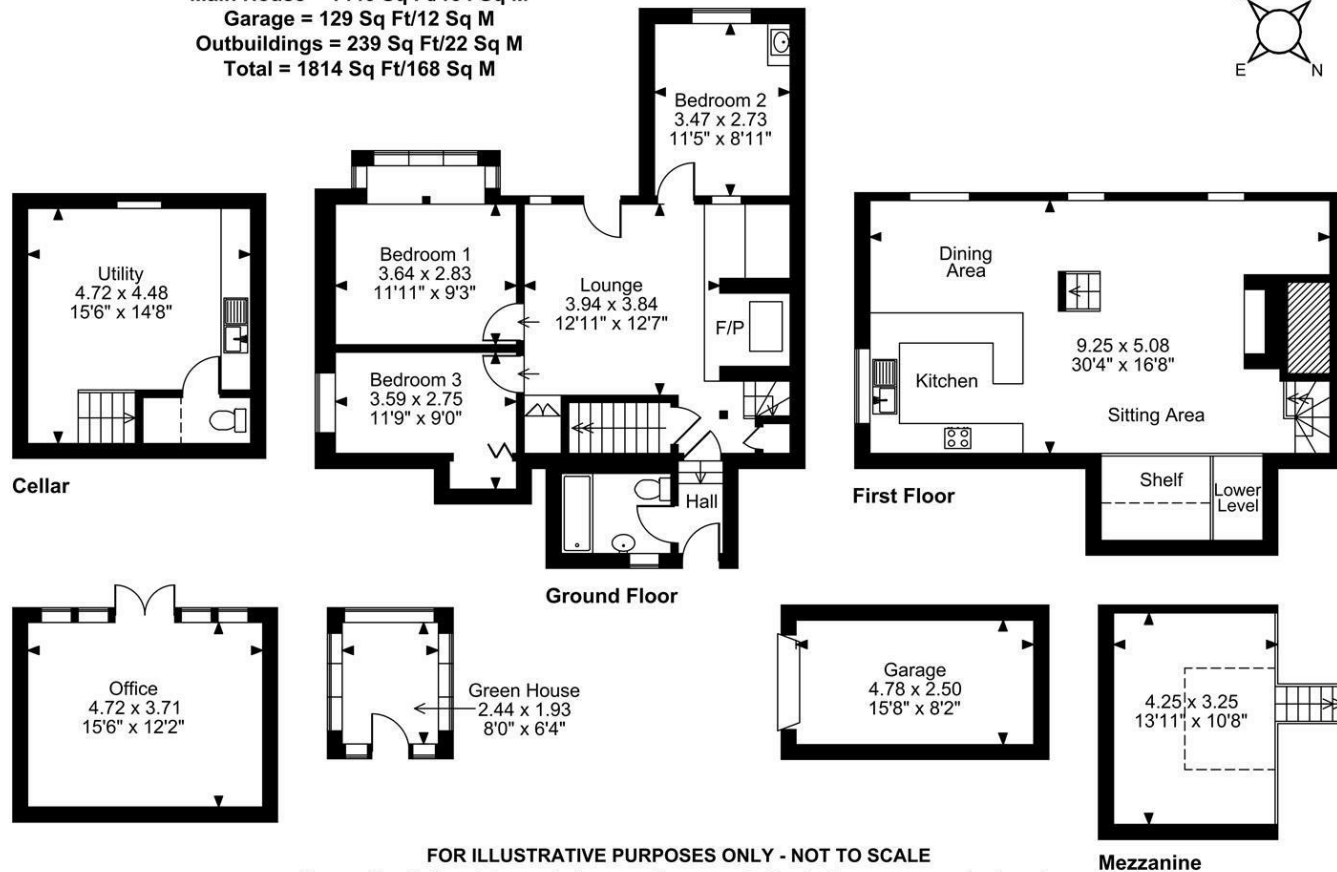 Garage = 129 Sq Ft/12 Sq M
Outbuildings = 239 Sq Ft/22 Sq M
Total = 1814 Sq Ft/168 Sq M
E
N
Bedroom 2
3.47 x 2.73
11'5" x 8'11"
Utility
4.72 x 4.48
15'6" x 14'8"
Bedroom 1
3.64 x 2.83
11'11" x 9'3"
Lounge
3.94 x 3.84
12'11" x 12'7"
F/P
Bedroom 3
3.59 x 2.75
11'9" x 9'0"
Hall
Dining
Area
9.25 x 5.08
30'4" x 16'8"
Kitchen
Sitting Area
Shelf
Lower
Level
Cellar
First Floor
Ground Floor
Office
4.72 x 3.71
15'6" x 12'2"
Green House
2.44 x 1.93
8'0" x 6'4"
Garage
4.78 x 2.50
15'8" x 8'2"
4.25 x 3.25
13'11" x 10'8"
FOR ILLUSTRATIVE PURPOSES ONLY - NOT TO SCALE
Mezzanine